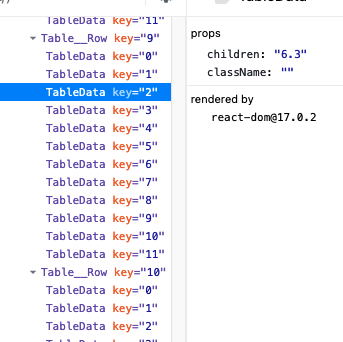 TableData key="11"
Table__Row key="9"
TableData key="0"
TableData key="1"
TableData key="2"
TableData key="3"
TableData key="4"
TableData key="5"
TableData key="6"
TableData key="7"
TableData key="8"
TableData key="9"
TableData key="10"
TableData key="11"
Table__Row key="10"
TableData key="0"
TableData key="1"
TableData key="2"
props
children: "6.3"
className: ""
rendered by
react-dom@17.0.2